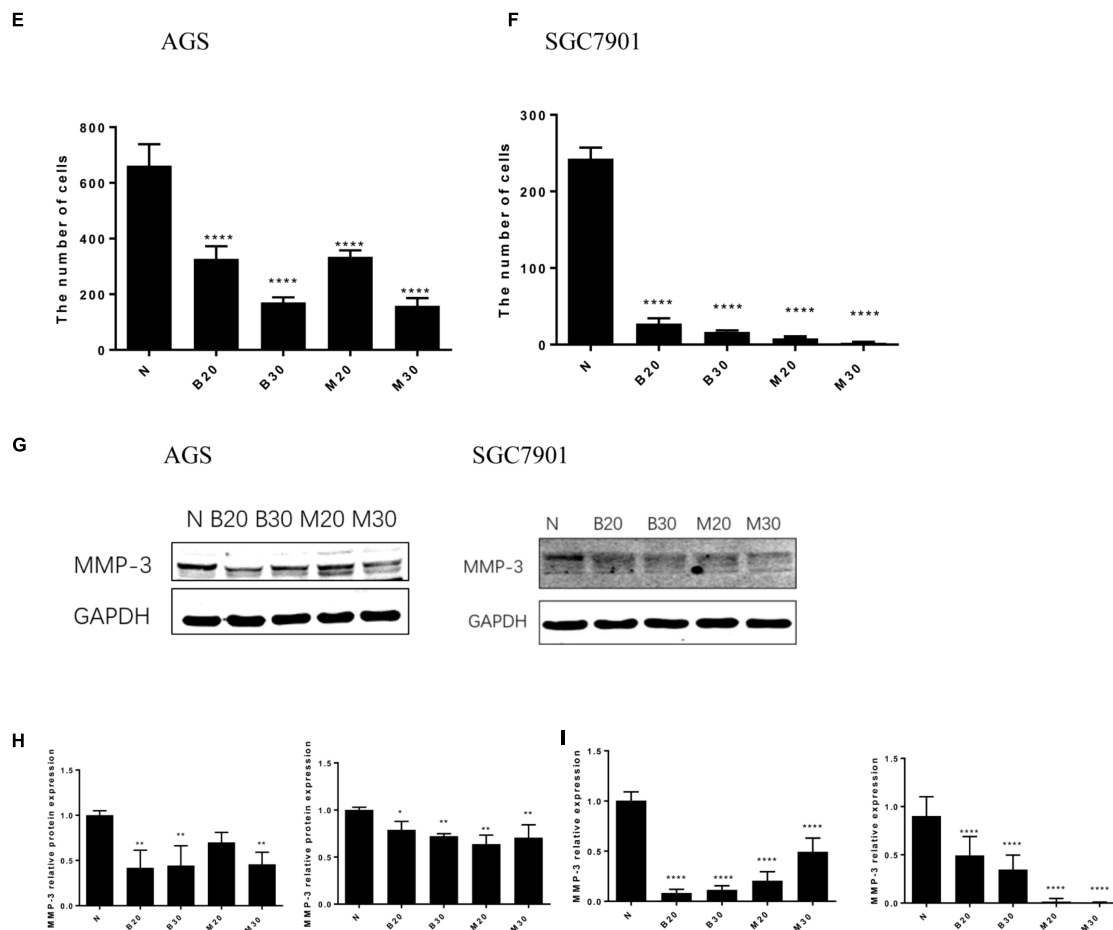 E
AGS
The number of cells
800
600
400
200
0
****
****
****
****
N
B20
B30
M20
M30
F
SGC7901
The number of cells
300
200
100
50
0
****
****
****
****
N
B20
B30
M20
M30
G
AGS
N B20 B30 M20 M30
MMP-3
GAPDH
SGC7901
N B20 B30 M20 M30
MMP-3
GAPDH
H
MMP-3 relative protein expression
1.5
1.0
0.5
0.0
**
**
**
N
B20
B30
M20
M30
MMP-3 relative protein expression
1.5
1.0
0.5
0.0
*
**
**
**
N
B20
B30
M20
M30
I
MMP-3 relative expression
1.5
1.0
0.5
0.0
****
****
****
****
N
B20
B30
M20
M30
MMP-3 relative expression
1.5
1.0
0.5
0.0
****
****
****
****
N
B20
B30
M20
M30